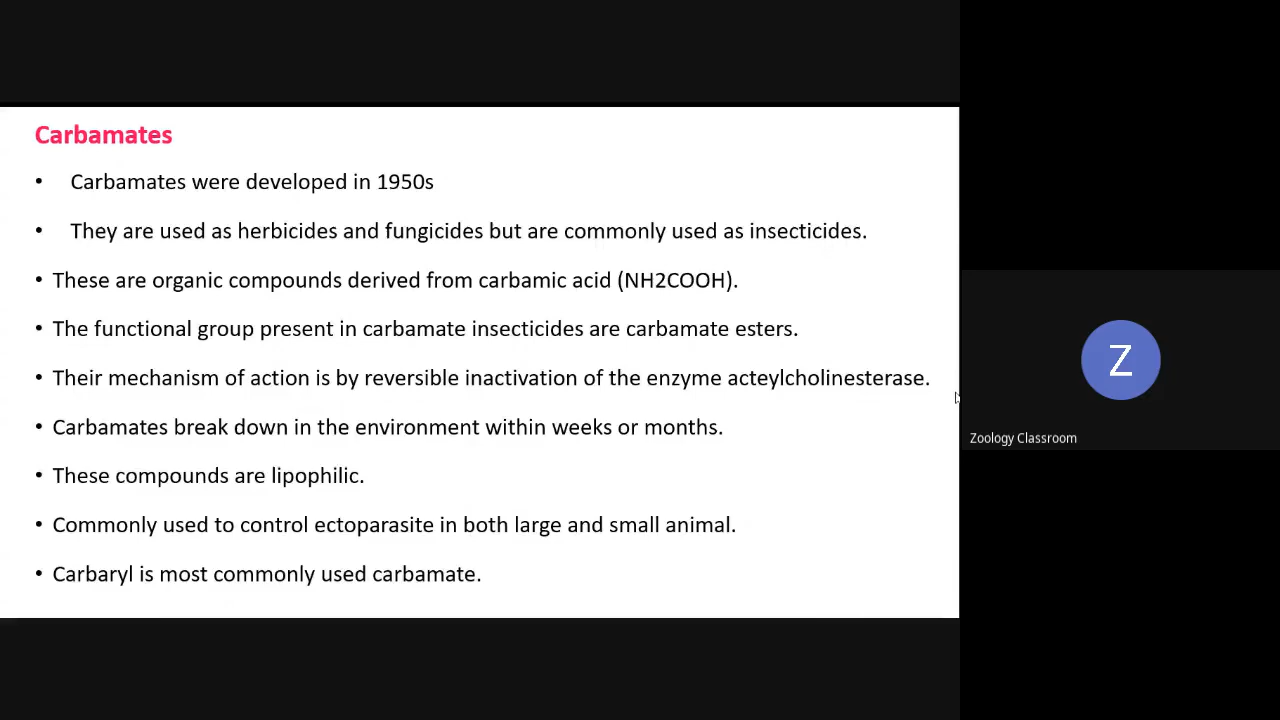 Carbamates
• Carbamates were developed in 1950s
• They are used as herbicides and fungicides but are commonly used as insecticides.
• These are organic compounds derived from carbamic acid (NH2COOH).
• The functional group present in carbamate insecticides are carbamate esters.
• Their mechanism of action is by reversible inactivation of the enzyme acteylcholinesterase.
• Carbamates break down in the environment within weeks or months.
• These compounds are lipophilic.
• Commonly used to control ectoparasite in both large and small animal.
• Carbaryl is most commonly used carbamate.
Z
Zoology Classroom